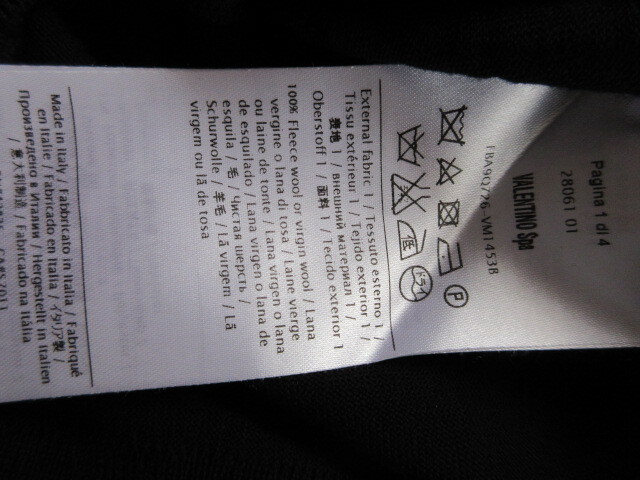 Pagina 1 di 4
28061 01
VALENTINO Spa
P
ドライ
External fabric 1 / Tessuto esterno 1 /
Tissu extérieur 1 / Tejido exterior 1 /
表地 1 / внешний материал 1 /
Oberstoff 1 / 面料 1 / Tecido exterior 1
100% Fleece wool or virgin wool / Lana
vergine o lana di tosa / Laine vierge
ou laine de tonte / Lana virgen o lana
de esquilado / Lana virgen o lana de
esquila / 毛 / Чистая шерсть /
Schurwolle / 羊毛 / Lã virgem / Lã
virgem ou lã de tosa
Made in Italy / Fabbricato in Italia / Fabriqué
en Italie / Fabricado en Italia / イタリア製 /
Произведено в Италии / Hergestellt in Italien
/ 意大利制造 / Fabricado na Itália